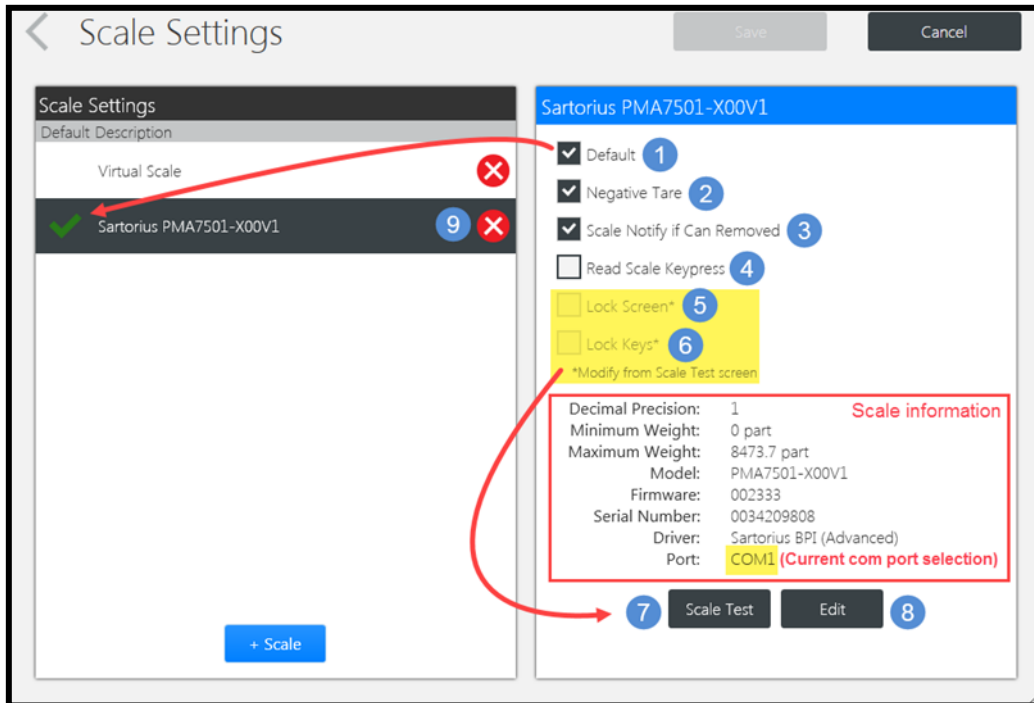 Scale Settings
Save
Cancel
Scale Settings
Default Description
Virtual Scale
Sartorius PMA7501-X00V1
9
Sartorius PMA7501-X00V1
Default 1
Negative Tare 2
Scale Notify if Can Removed 3
Read Scale Keypress 4
Lock Screen* 5
Lock Keys* 6
*Modify from Scale Test screen
Scale information
Decimal Precision: 1
Minimum Weight: 0 part
Maximum Weight: 8473.7 part
Model: PMA7501-X00V1
Firmware: 002333
Serial Number: 0034209808
Driver: Sartorius BPI (Advanced)
Port: COM1 (Current com port selection)
7 Scale Test Edit 8
+ Scale